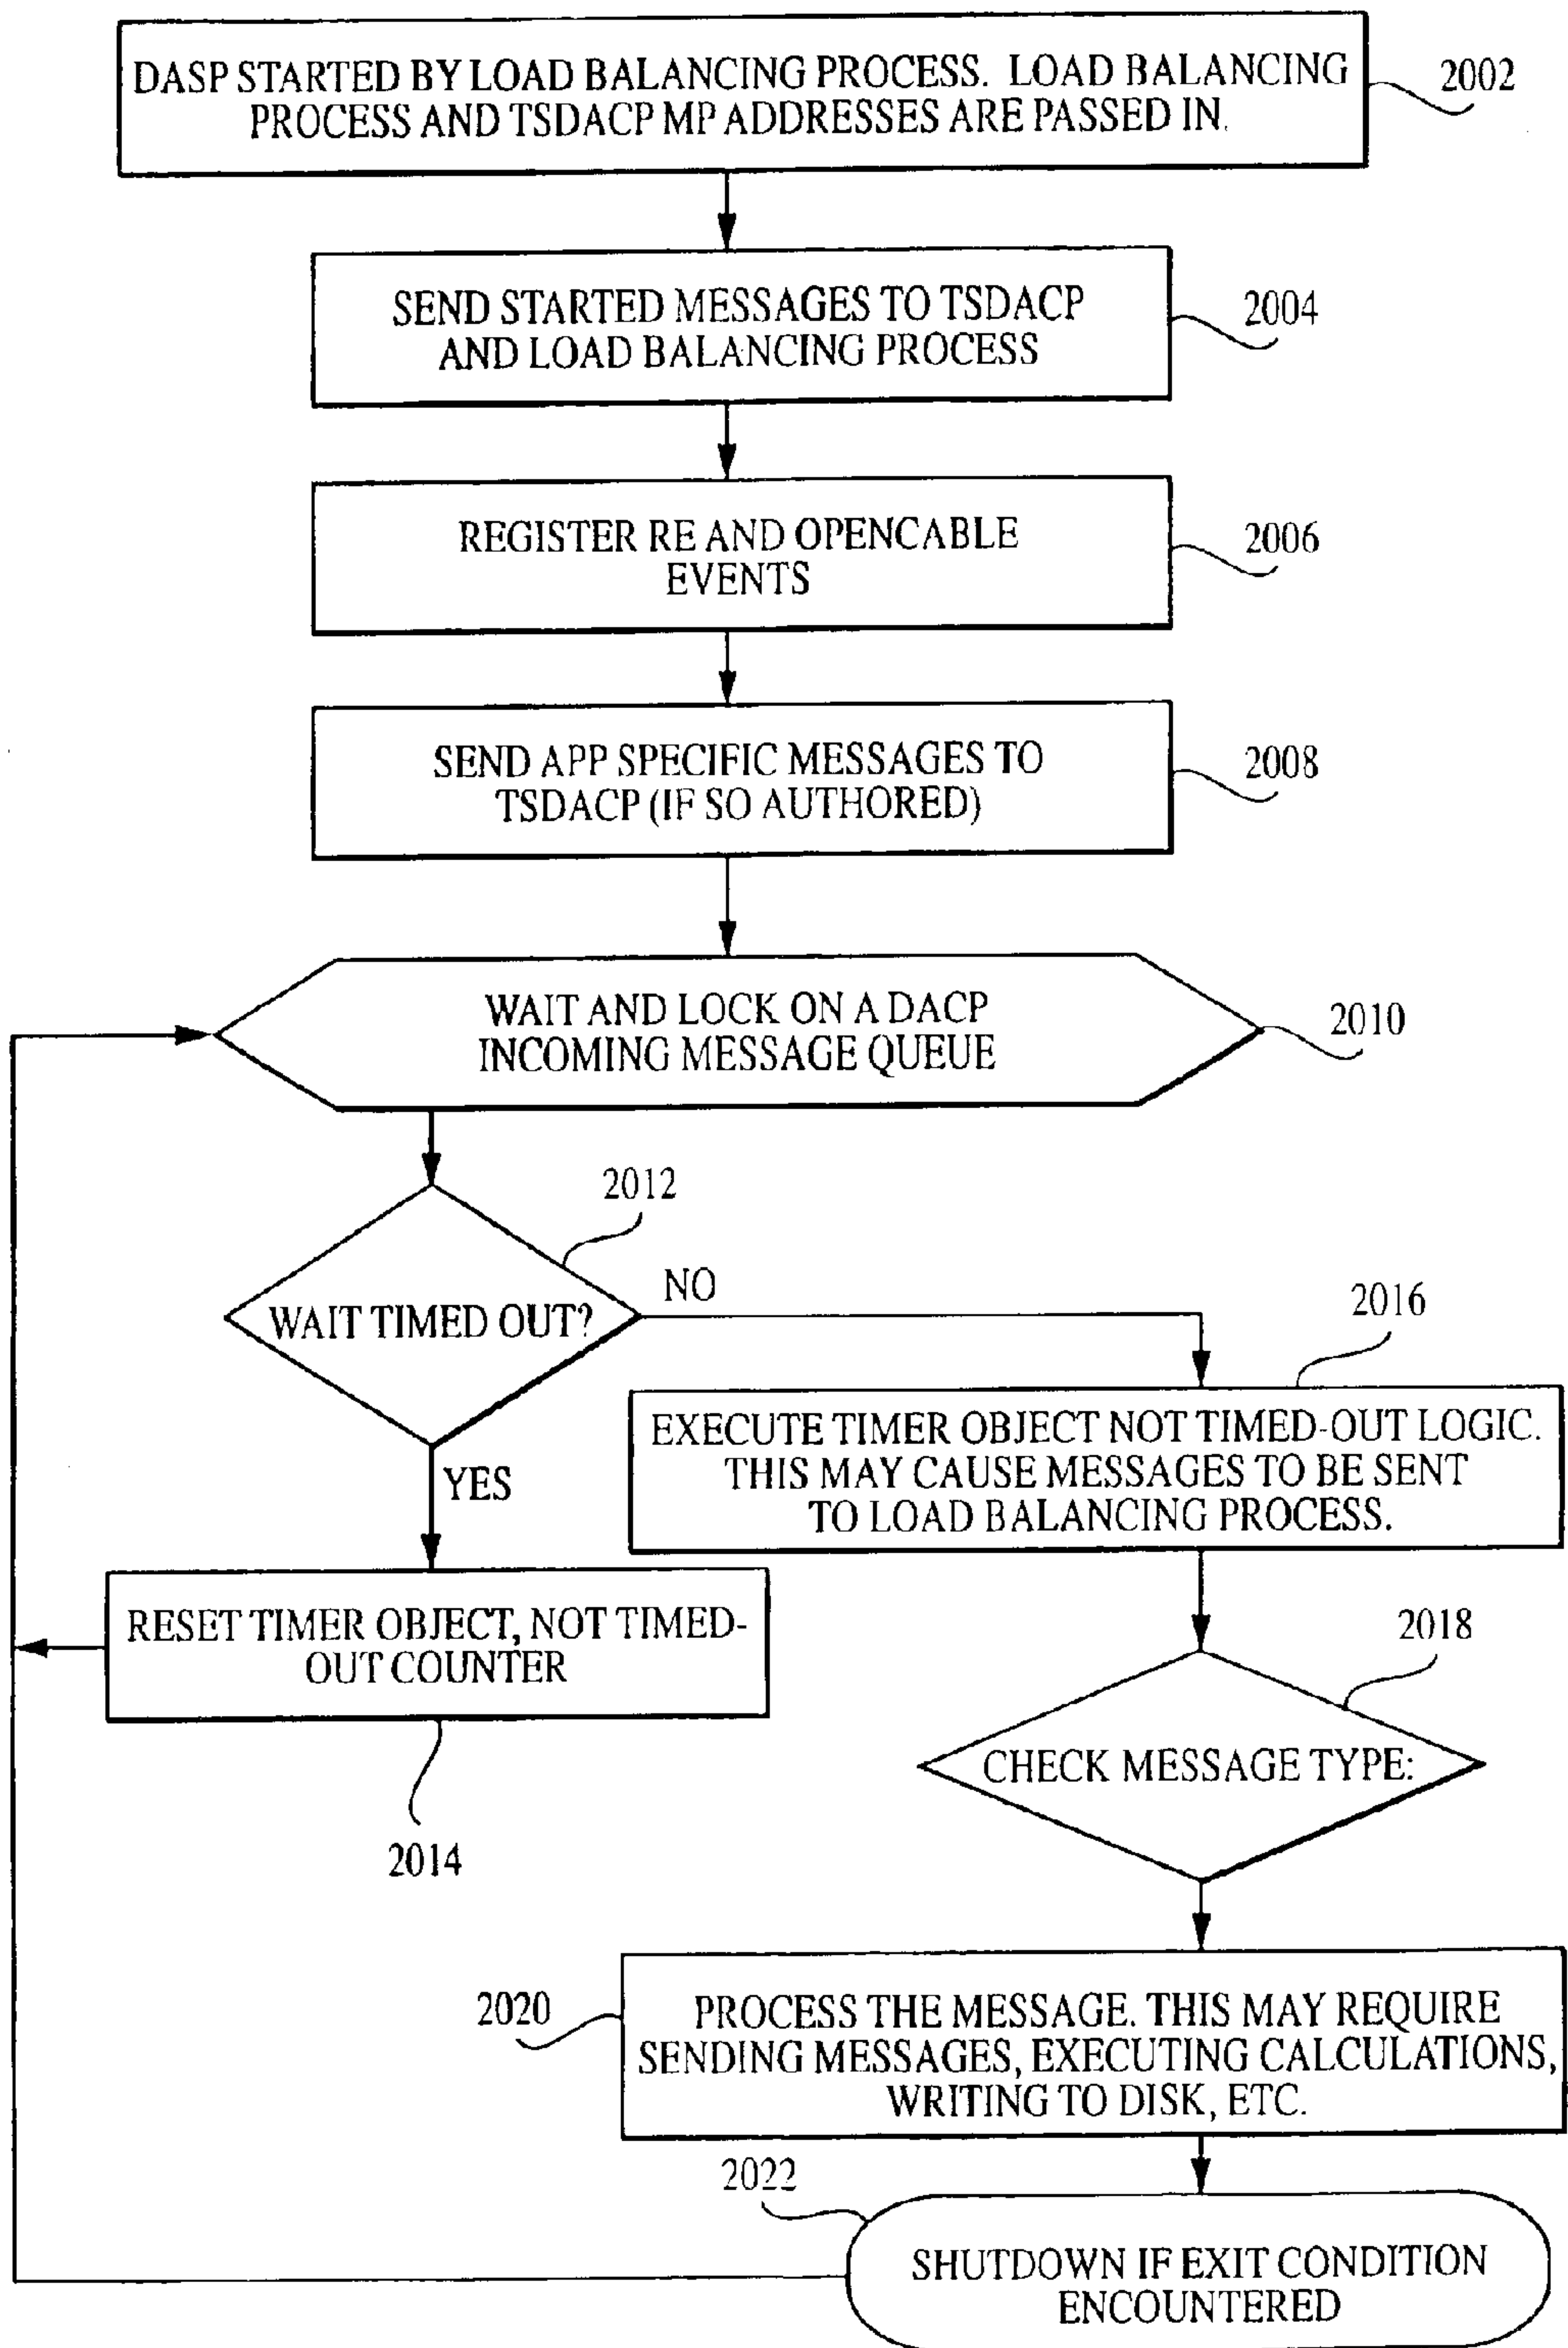 DASP STARTED BY LOAD BALANCING PROCESS. LOAD BALANCING
PROCESS AND TSDACP MP ADDRESSES ARE PASSED IN.
2002
SEND STARTED MESSAGES TO TSDACP
AND LOAD BALANCING PROCESS
2004
REGISTER RE AND OPENCABLE
EVENTS
2006
SEND APP SPECIFIC MESSAGES TO
TSDACP (IF SO AUTHORED)
2008
WAIT AND LOCK ON A DACP
INCOMING MESSAGE QUEUE
2010
2012
WAIT TIMED OUT?
NO
YES
2016
EXECUTE TIMER OBJECT NOT TIMED-OUT LOGIC.
THIS MAY CAUSE MESSAGES TO BE SENT
TO LOAD BALANCING PROCESS.
RESET TIMER OBJECT, NOT TIMED-
OUT COUNTER
2014
2018
CHECK MESSAGE TYPE:
2020
PROCESS THE MESSAGE. THIS MAY REQUIRE
SENDING MESSAGES, EXECUTING CALCULATIONS,
WRITING TO DISK, ETC.
2022
SHUTDOWN IF EXIT CONDITION
ENCOUNTERED